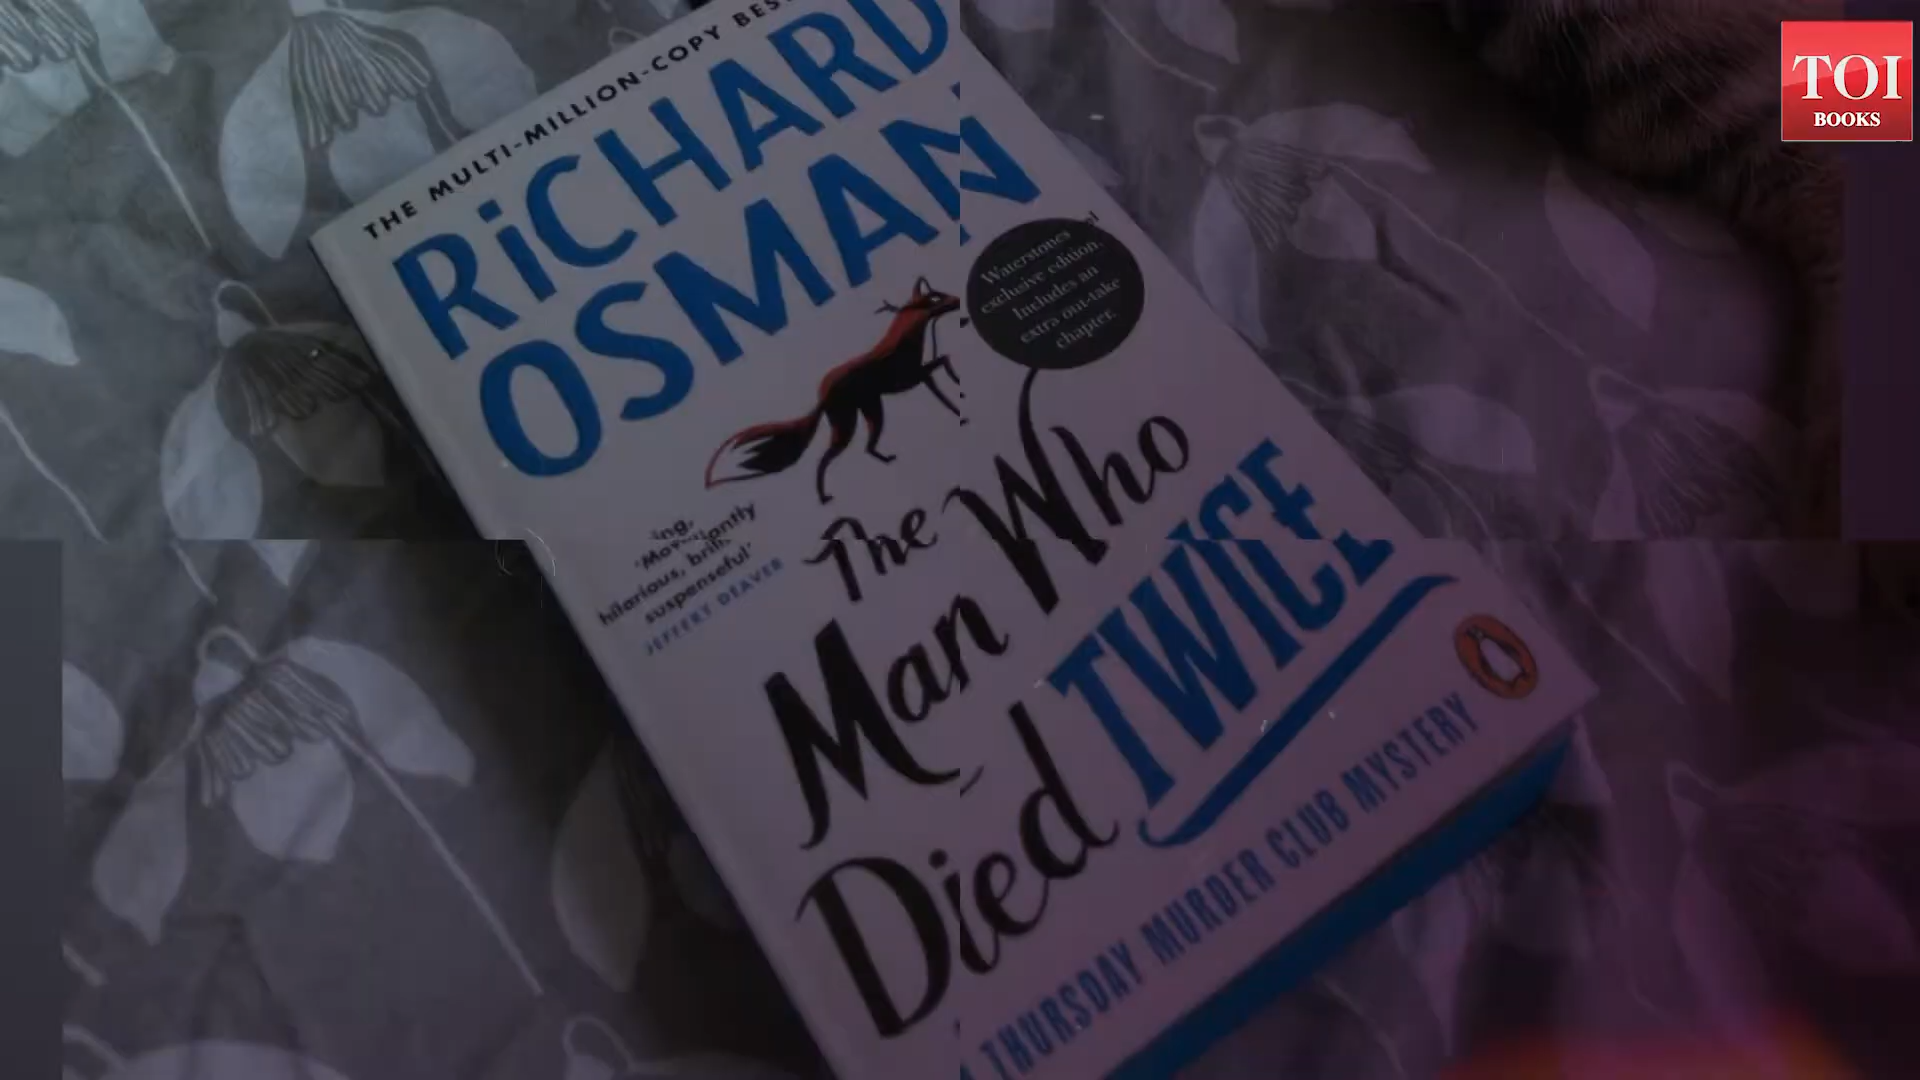 THE MULTI-MILLION-COPY
RiCHARD
OSMAN
Waterstones
exclusive edition.
Includes an
extra out-take
chapter.
hilarious,
suspenseful'
JEFFERY DEAVER
The
Man Who
Died TWICE
THURSDAY MURDER CLUB MYSTERY
TOI
BOOKS